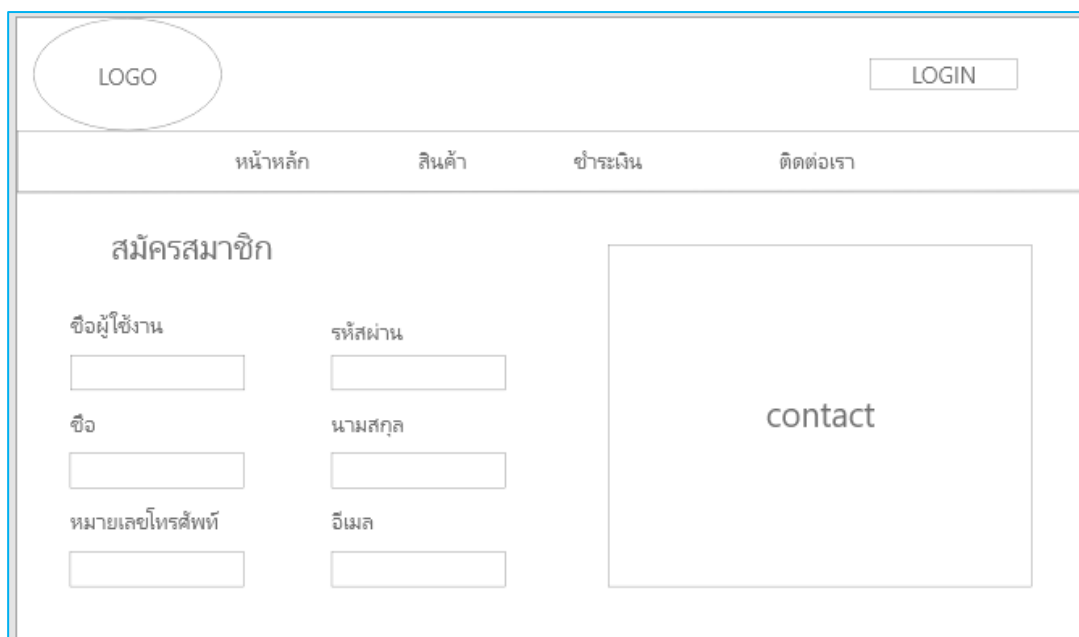 LOGO
LOGIN
หน้าหลัก สินค้า ชำระเงิน ติดต่อเรา
สมัครสมาชิก
ชื่อผู้ใช้งาน รหัสผ่าน
ชื่อ นามสกุล
contact
หมายเลขโทรศัพท์ อีเมล